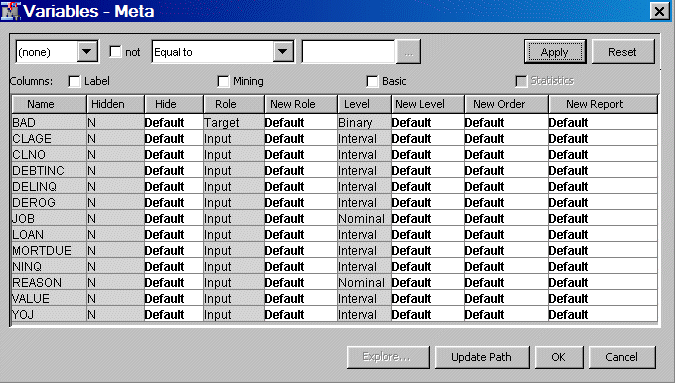 Variables - Meta
(none) not Equal to ... Apply Reset
Columns: Label Mining Basic Statistics
Name Hidden Hide Role New Role Level New Level New Order New Report
BAD N Default Target Default Binary Default Default Default
CLAGE N Default Input Default Interval Default Default Default
CLNO N Default Input Default Interval Default Default Default
DEBTINC N Default Input Default Interval Default Default Default
DELINQ N Default Input Default Interval Default Default Default
DEROG N Default Input Default Interval Default Default Default
JOB N Default Input Default Nominal Default Default Default
LOAN N Default Input Default Interval Default Default Default
MORTDUE N Default Input Default Interval Default Default Default
NINQ N Default Input Default Interval Default Default Default
REASON N Default Input Default Nominal Default Default Default
VALUE N Default Input Default Interval Default Default Default
YOJ N Default Input Default Interval Default Default Default
Explore... Update Path OK Cancel